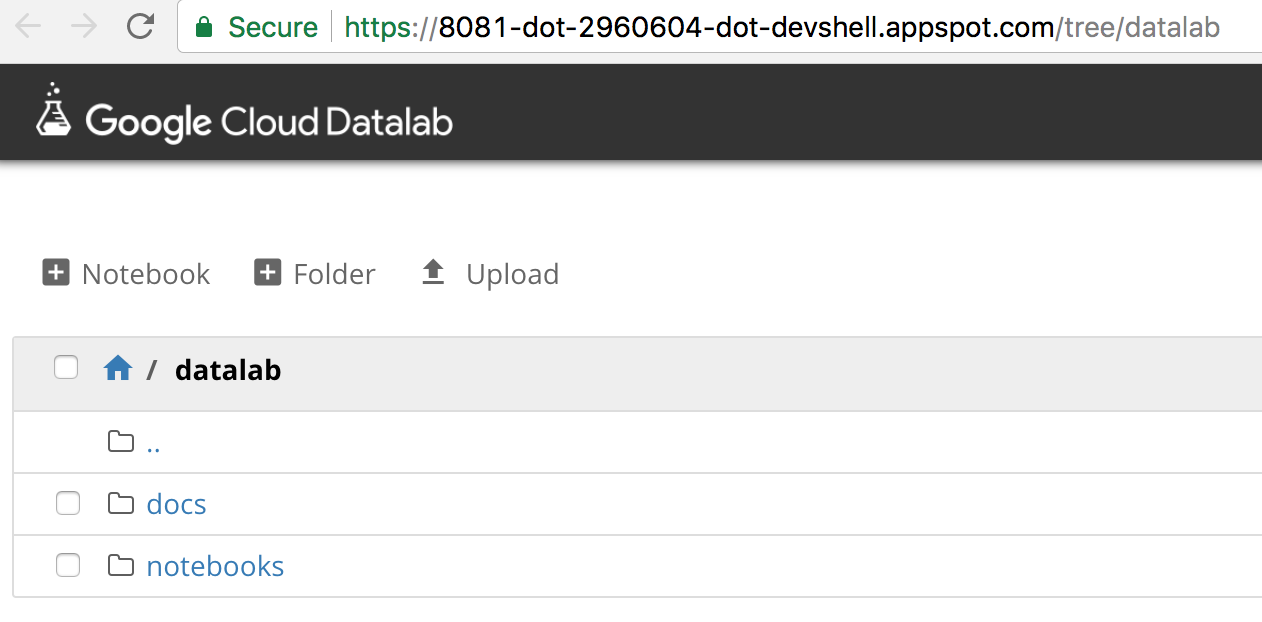 Secure https://8081-dot-2960604-dot-devshell.appspot.com/tree/datalab
Google Cloud Datalab
Notebook Folder Upload
/ datalab
..
docs
notebooks